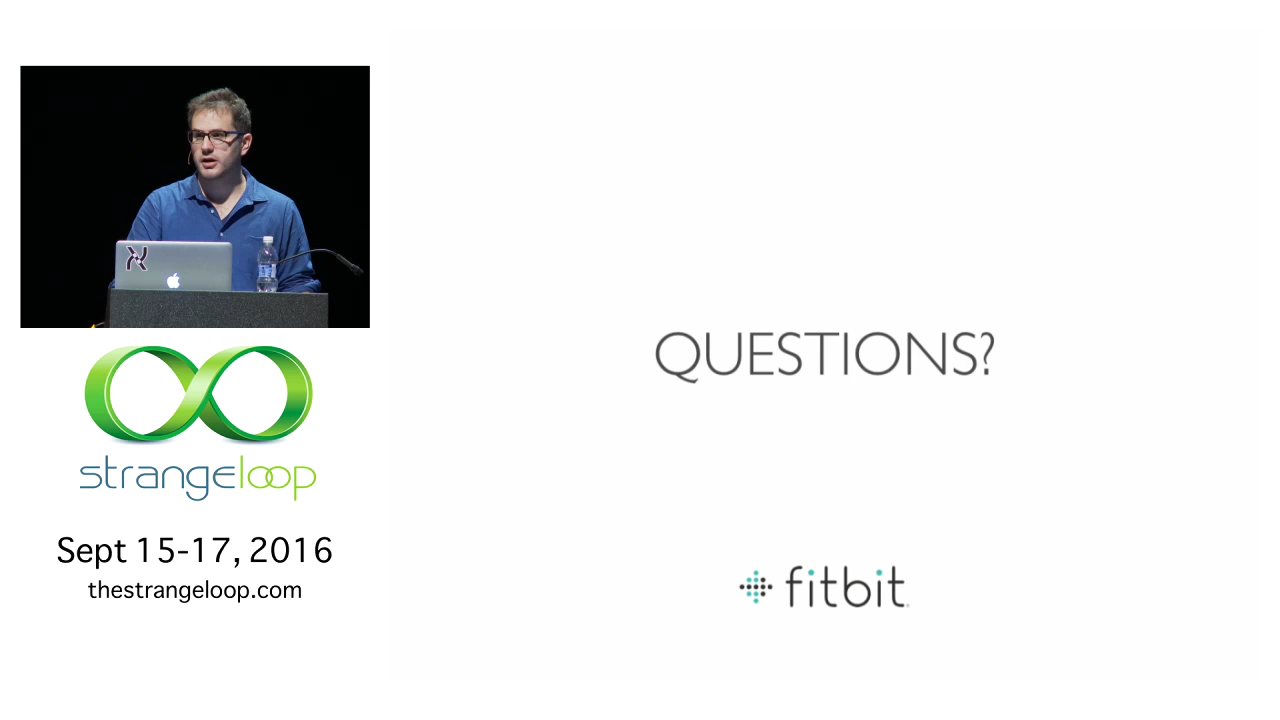 strangeloop
Sept 15-17, 2016
thestrangeloop.com
QUESTIONS?
fitbit